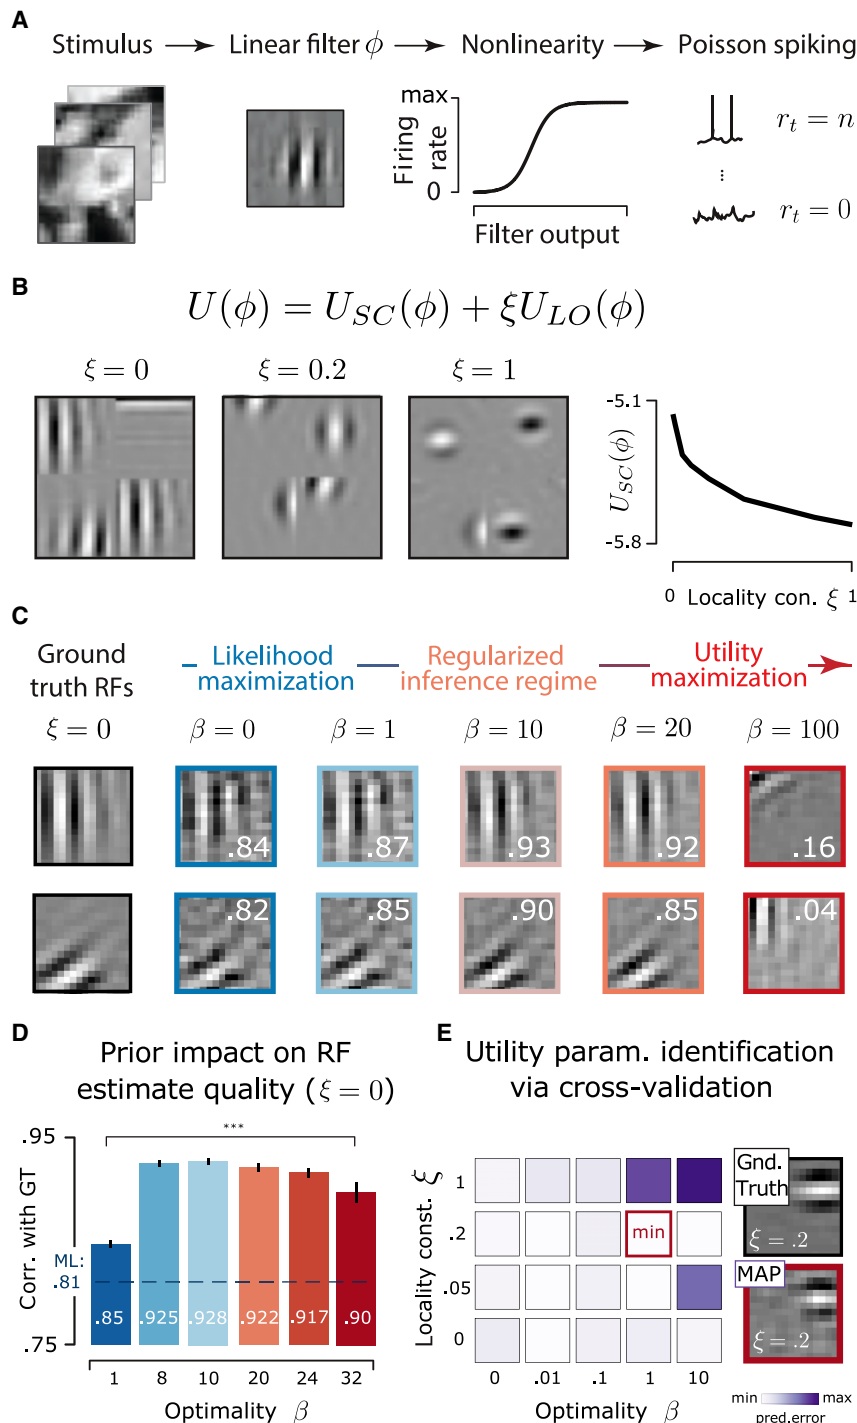 A
Stimulus → Linear filter ϕ → Nonlinearity → Poisson spiking
max
Firing rate
0
Filter output
r_t = n
...
r_t = 0
B
U(ϕ) = U_SC(ϕ) + ξU_LO(ϕ)
ξ = 0
ξ = 0.2
ξ = 1
-5.1
U_SC(ϕ)
-5.8
0 Locality con. ξ 1
C
Ground
truth RFs
Likelihood
maximization
Regularized
inference regime
Utility
maximization
ξ = 0
β = 0
β = 1
β = 10
β = 20
β = 100
.84
.87
.93
.92
.16
.82
.85
.90
.85
.04
D
Prior impact on RF
estimate quality (ξ = 0)
.95
***
Corr. with GT
ML:
.81
.75
.85
.925
.928
.922
.917
.90
1
8
10
20
24
32
Optimality β
E
Utility param. identification
via cross-validation
Locality const. ξ
1
.2
.05
0
min
0
.01
.1
1
10
Optimality β
Gnd.
Truth
ξ = .2
MAP
ξ = .2
min
max
pred.error